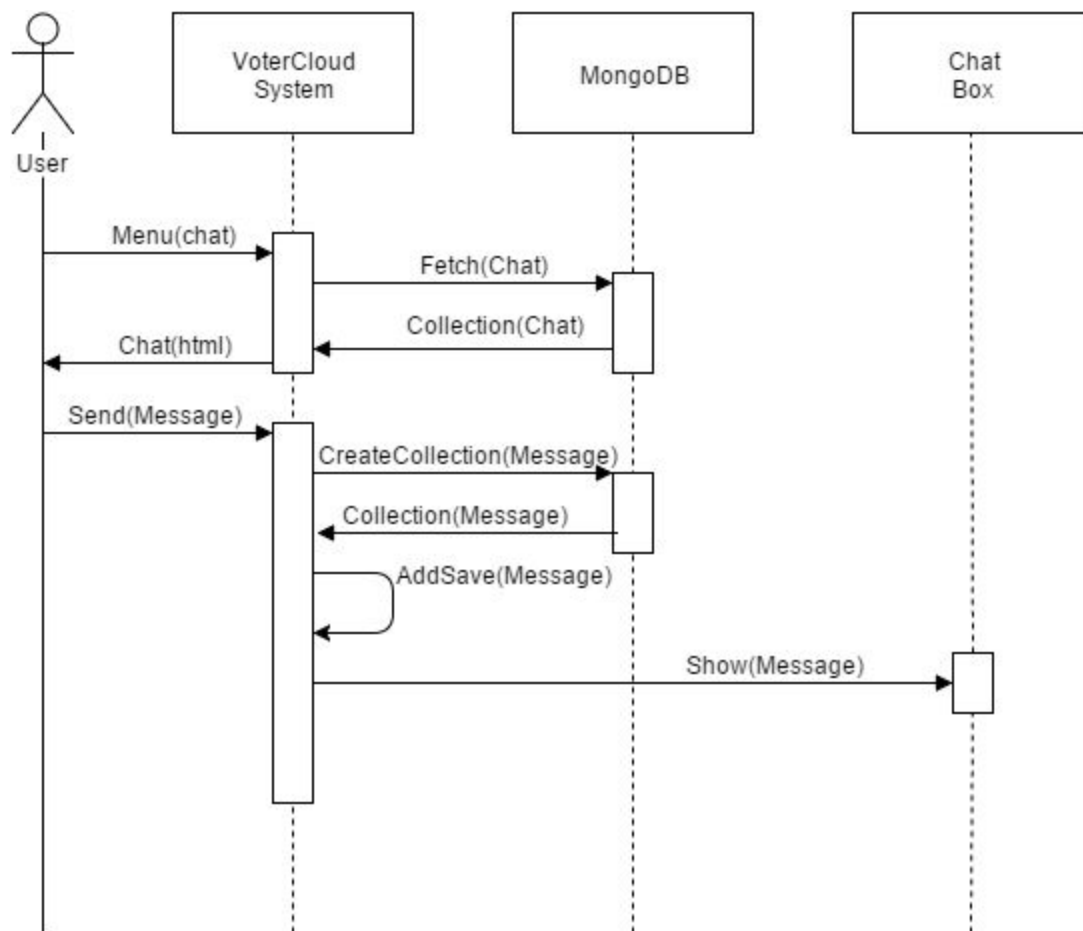 VoterCloud
System
MongoDB
Chat
Box
User
Menu(chat)
Fetch(Chat)
Collection(Chat)
Chat(html)
Send(Message)
CreateCollection(Message)
Collection(Message)
AddSave(Message)
Show(Message)